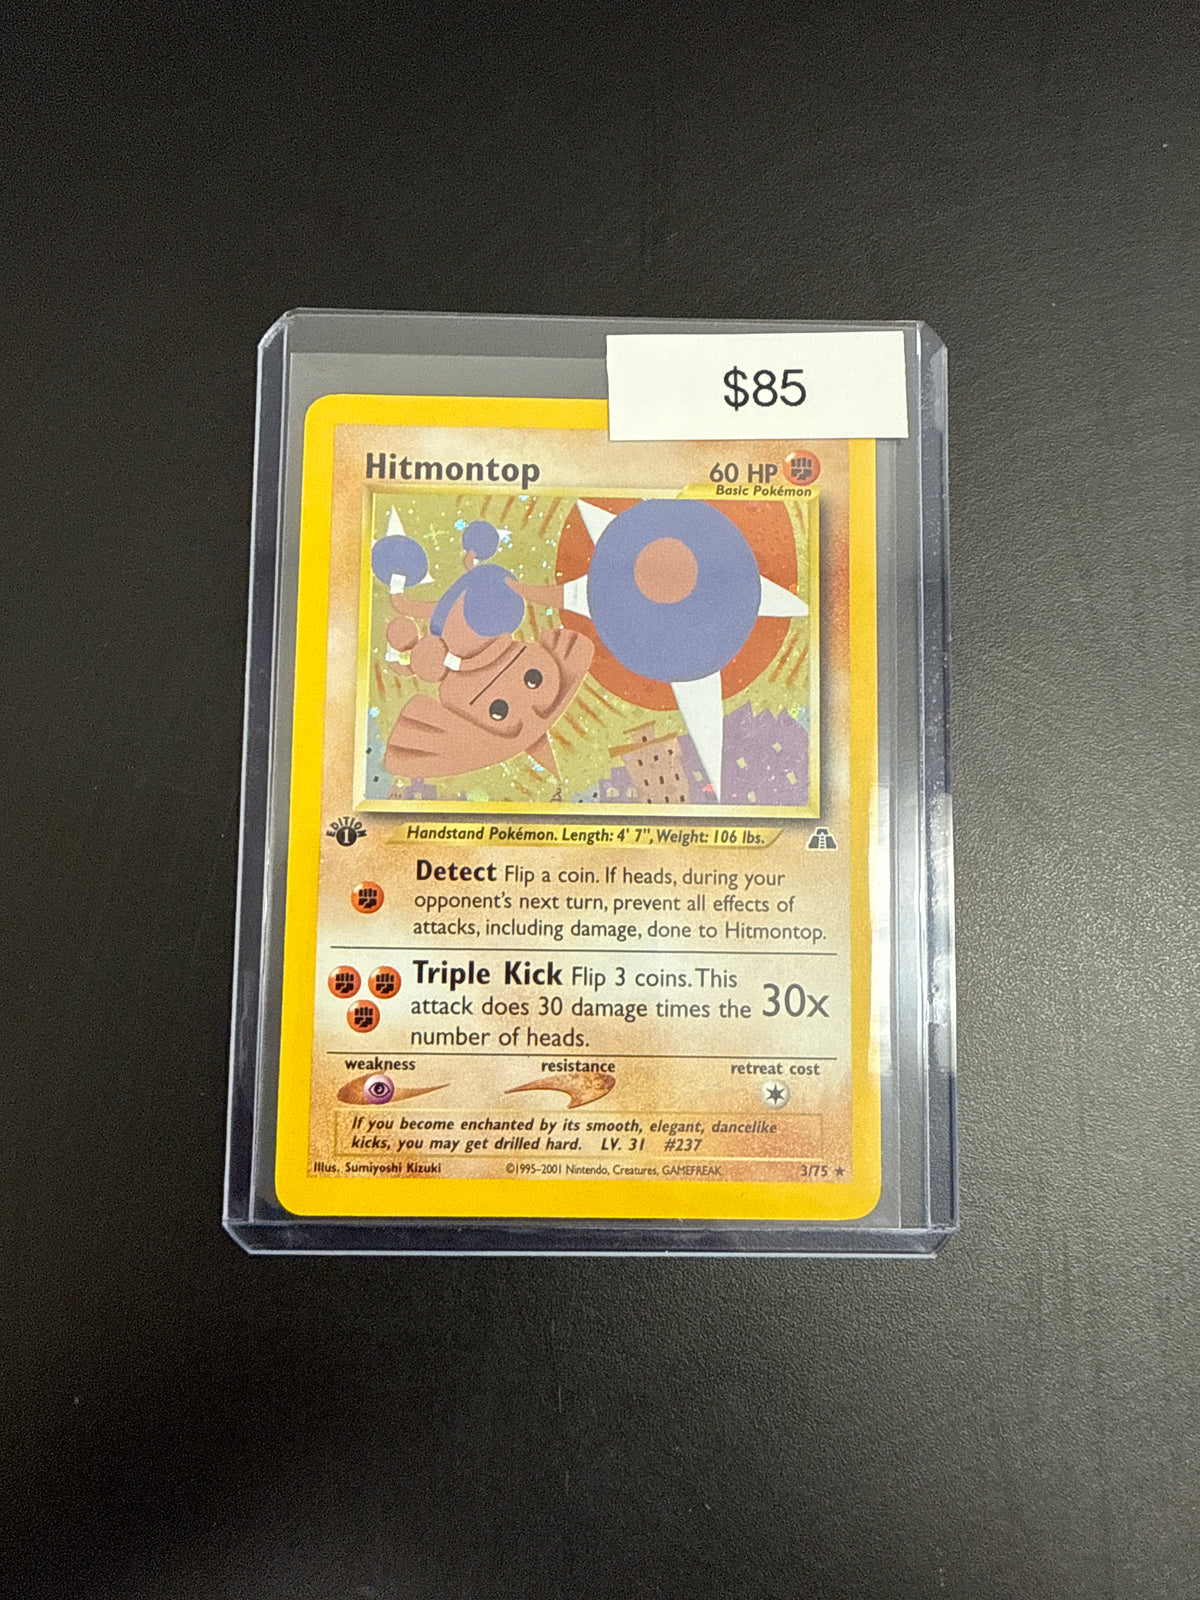 $85
Hitmontop
60 HP
Basic Pokémon
EDITION
1
Handstand Pokémon. Length: 4' 7", Weight: 106 lbs.
Detect Flip a coin. If heads, during your
opponent's next turn, prevent all effects of
attacks, including damage, done to Hitmontop.
Triple Kick Flip 3 coins. This
attack does 30 damage times the
number of heads.
30x
weakness
resistance
retreat cost
If you become enchanted by its smooth, elegant, dancelike
kicks, you may get drilled hard. LV. 31 #237
Illus. Sumiyoshi Kizuki
©1995-2001 Nintendo, Creatures, GAMEFREAK.
3/75 ★